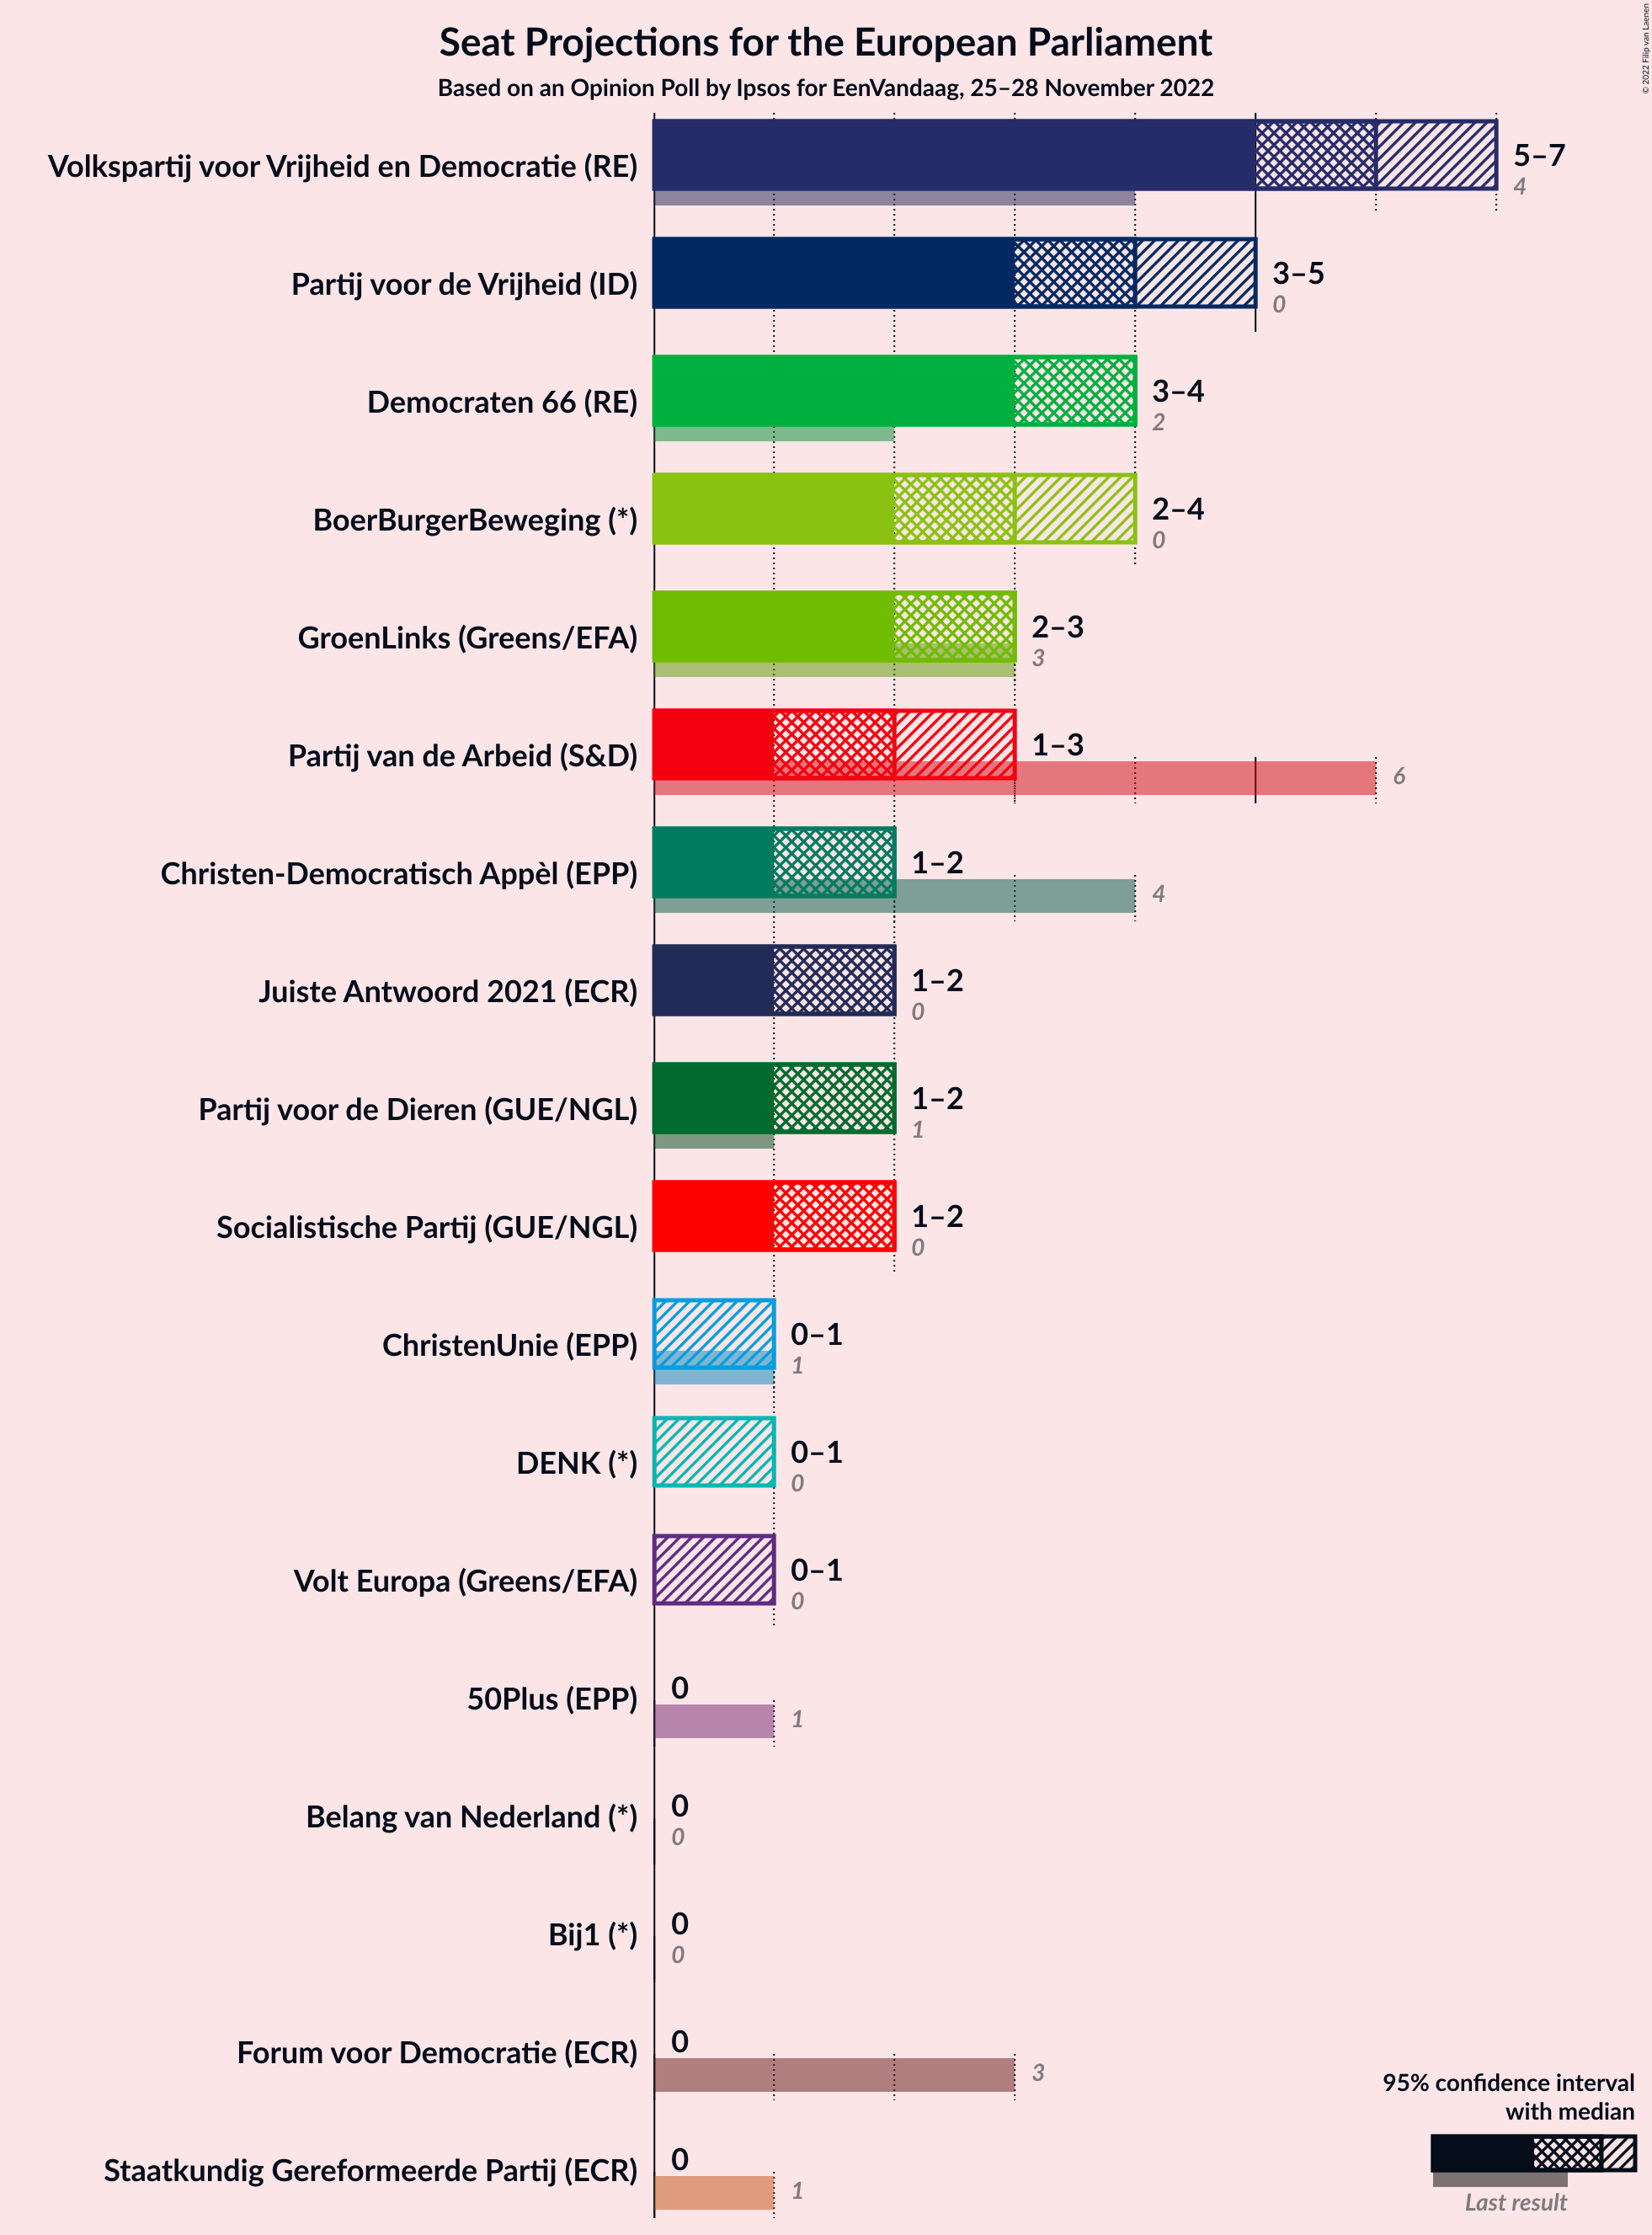 Seat Projections for the European Parliament
Based on an Opinion Poll by Ipsos for EenVandaag, 25–28 November 2022
© 2022 Filip van Laenen
Volkspartij voor Vrijheid en Democratie (RE)
5–7
4
Partij voor de Vrijheid (ID)
3–5
0
Democraten 66 (RE)
3–4
2
BoerBurgerBeweging (*)
2–4
0
GroenLinks (Greens/EFA)
2–3
3
Partij van de Arbeid (S&D)
1–3
6
Christen-Democratisch Appèl (EPP)
1–2
4
Juiste Antwoord 2021 (ECR)
1–2
0
Partij voor de Dieren (GUE/NGL)
1–2
1
Socialistische Partij (GUE/NGL)
1–2
0
ChristenUnie (EPP)
0–1
1
DENK (*)
0–1
0
Volt Europa (Greens/EFA)
0–1
0
50Plus (EPP)
0
1
Belang van Nederland (*)
0
0
Bij1 (*)
0
0
Forum voor Democratie (ECR)
0
3
Staatkundig Gereformeerde Partij (ECR)
0
1
95% confidence interval
with median
Last result